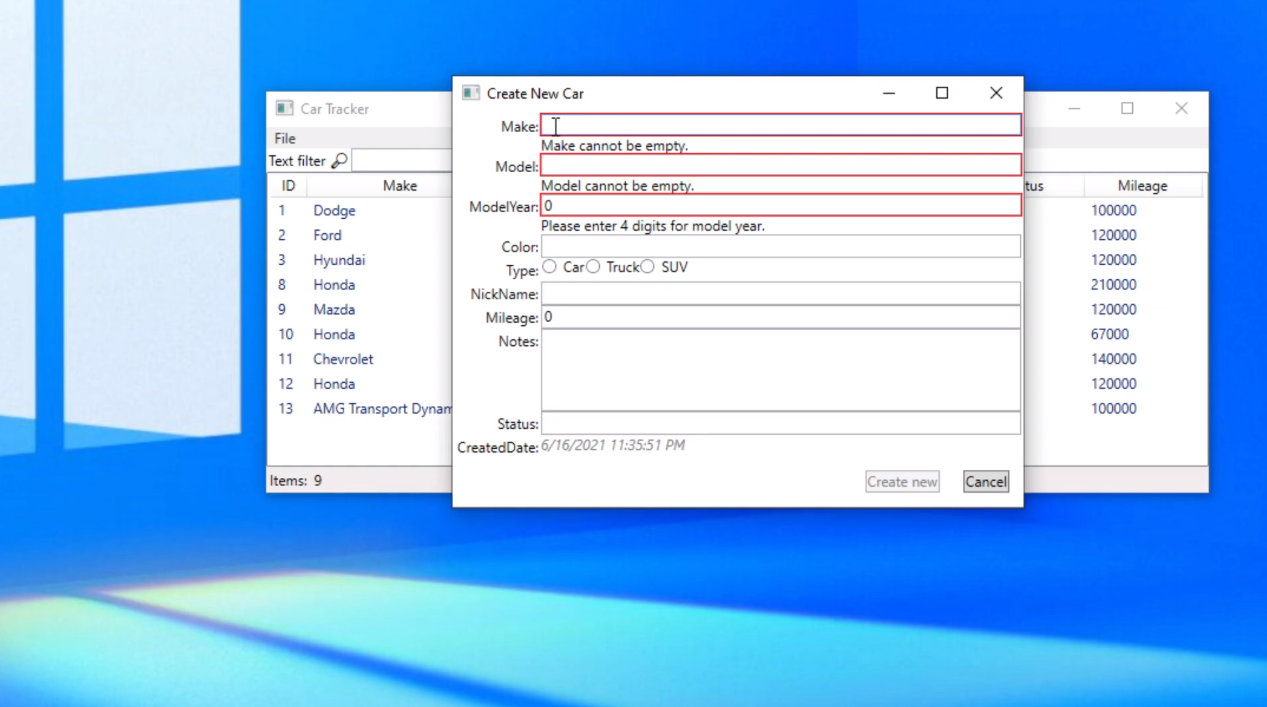 Create New Car
Car Tracker
Make:
File
Make cannot be empty.
Text filter
Model:
ID Make
Model cannot be empty.
tus Mileage
ModelYear: 0
1 Dodge 100000
Please enter 4 digits for model year.
2 Ford 120000
Color:
3 Hyundai 120000
Type: Car Truck SUV
8 Honda 210000
NickName:
9 Mazda 120000
Mileage: 0
10 Honda 67000
Notes:
11 Chevrolet 140000
12 Honda 120000
13 AMG Transport Dynam 100000
Status:
CreatedDate: 6/16/2021 11:35:51 PM
Items: 9
Create new Cancel